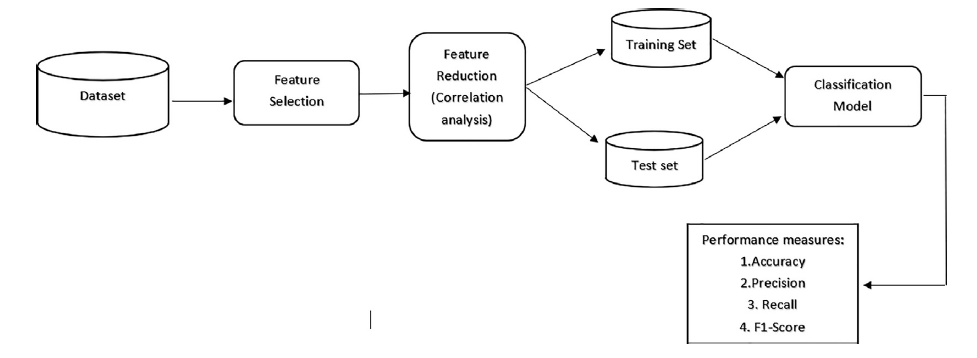 Dataset
Feature
Selection
Feature
Reduction
(Correlation
analysis)
Training Set
Test set
Classification
Model
Performance measures:
1.Accuracy
2.Precision
3. Recall
4. F1-Score